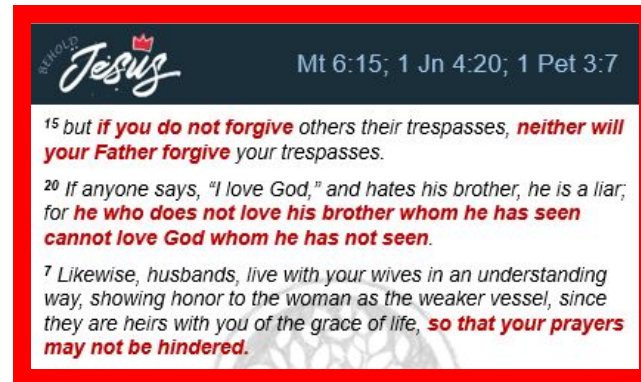 BEHOLD
Jesus
Mt 6:15; 1 Jn 4:20; 1 Pet 3:7
15 but if you do not forgive others their trespasses, neither will
your Father forgive your trespasses.
20 If anyone says, “I love God,” and hates his brother, he is a liar;
for he who does not love his brother whom he has seen
cannot love God whom he has not seen.
7 Likewise, husbands, live with your wives in an understanding
way, showing honor to the woman as the weaker vessel, since
they are heirs with you of the grace of life, so that your prayers
may not be hindered.